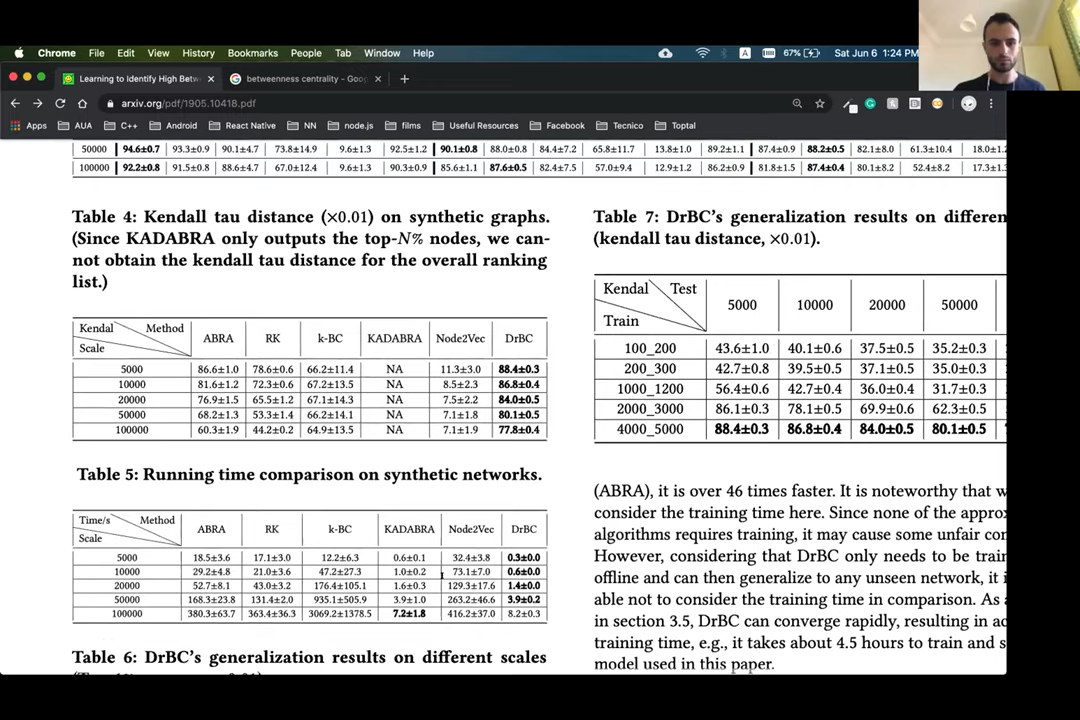 Chrome File Edit View History Bookmarks People Tab Window Help A 67% Sat Jun 6 1:24 PM
Learning to Identify High Betw × betweenness centrality - Goog × +
arxiv.org/pdf/1905.10418.pdf
Apps AUA C++ Android React Native NN node.js films Useful Resources Facebook Tecnico Toptal
50000 94.6±0.7 93.3±0.9 90.1±4.7 73.8±14.9 9.6±1.3 92.5±1.2 90.1±0.8 88.0±0.8 84.4±7.2 65.8±11.7 13.8±1.0 89.2±1.1 87.4±0.9 88.2±0.5 82.1±8.0 61.3±10.4 18.0±1.2
100000 92.2±0.8 91.5±0.8 88.6±4.7 67.0±12.4 9.6±1.3 90.3±0.9 85.6±1.1 87.6±0.5 82.4±7.5 57.0±9.4 12.9±1.2 86.2±0.9 81.8±1.5 87.4±0.4 80.1±8.2 52.4±8.2 17.3±1.3
Table 4: Kendall tau distance (×0.01) on synthetic graphs.
(Since KADABRA only outputs the top-N% nodes, we can-
not obtain the kendall tau distance for the overall ranking
list.)
Kendal Method
Scale
ABRA RK k-BC KADABRA Node2Vec DrBC
5000 86.6±1.0 78.6±0.6 66.2±11.4 NA 11.3±3.0 88.4±0.3
10000 81.6±1.2 72.3±0.6 67.2±13.5 NA 8.5±2.3 86.8±0.4
20000 76.9±1.5 65.5±1.2 67.1±14.3 NA 7.5±2.2 84.0±0.5
50000 68.2±1.3 53.3±1.4 66.2±14.1 NA 7.1±1.8 80.1±0.5
100000 60.3±1.9 44.2±0.2 64.9±13.5 NA 7.1±1.9 77.8±0.4
Table 5: Running time comparison on synthetic networks.
Time/s Method
Scale
ABRA RK k-BC KADABRA Node2Vec DrBC
5000 18.5±3.6 17.1±3.0 12.2±6.3 0.6±0.1 32.4±3.8 0.3±0.0
10000 29.2±4.8 21.0±3.6 47.2±27.3 1.0±0.2 73.1±7.0 0.6±0.0
20000 52.7±8.1 43.0±3.2 176.4±105.1 1.6±0.3 129.3±17.6 1.4±0.0
50000 168.3±23.8 131.4±2.0 935.1±505.9 3.9±1.0 263.2±46.6 3.9±0.2
100000 380.3±63.7 363.4±36.3 3069.2±1378.5 7.2±1.8 416.2±37.0 8.2±0.3
Table 6: DrBC's generalization results on different scales
Table 7: DrBC's generalization results on differen
(kendall tau distance, ×0.01).
Kendal Test
Train
5000 10000 20000 50000
100_200 43.6±1.0 40.1±0.6 37.5±0.5 35.2±0.3
200_300 42.7±0.8 39.5±0.5 37.1±0.5 35.0±0.3
1000_1200 56.4±0.6 42.7±0.4 36.0±0.4 31.7±0.3
2000_3000 86.1±0.3 78.1±0.5 69.9±0.6 62.3±0.5
4000_5000 88.4±0.3 86.8±0.4 84.0±0.5 80.1±0.5
(ABRA), it is over 46 times faster. It is noteworthy that w
consider the training time here. Since none of the appro
algorithms requires training, it may cause some unfair con
However, considering that DrBC only needs to be train
offline and can then generalize to any unseen network, it i
able not to consider the training time in comparison. As a
in section 3.5, DrBC can converge rapidly, resulting in ac
training time, e.g., it takes about 4.5 hours to train and s
model used in this paper.